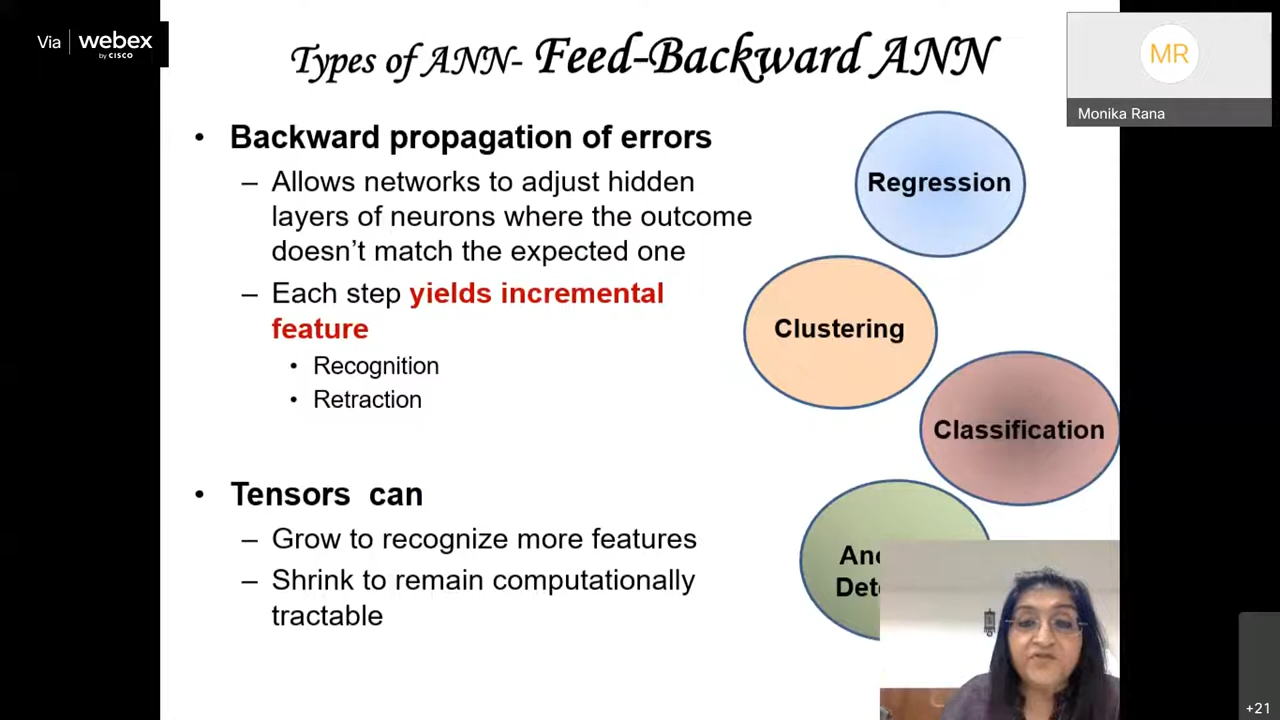 Via webex
by CISCO
Types of ANN- Feed-Backward ANN
MR
Monika Rana
• Backward propagation of errors
– Allows networks to adjust hidden
layers of neurons where the outcome
doesn't match the expected one
– Each step yields incremental
feature
• Recognition
• Retraction
• Tensors can
– Grow to recognize more features
– Shrink to remain computationally
tractable
Regression
Clustering
Classification
+21